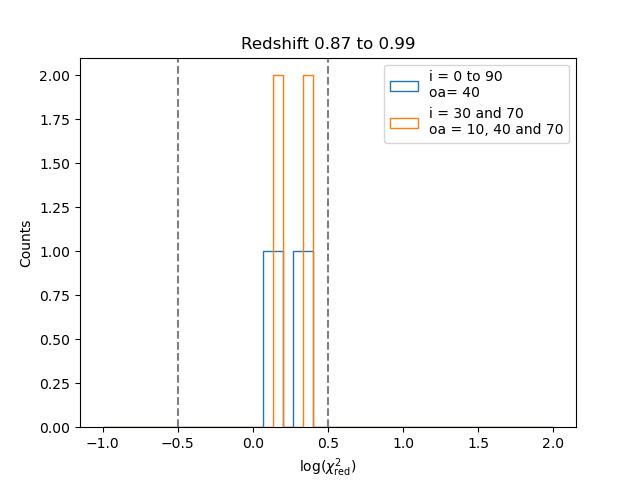 Redshift 0.87 to 0.99
i = 0 to 90
oa= 40
i = 30 and 70
oa = 10, 40 and 70
Counts
2.00
1.75
1.50
1.25
1.00
0.75
0.50
0.25
0.00
−1.0 −0.5 0.0 0.5 1.0 1.5 2.0
log(χ²red)